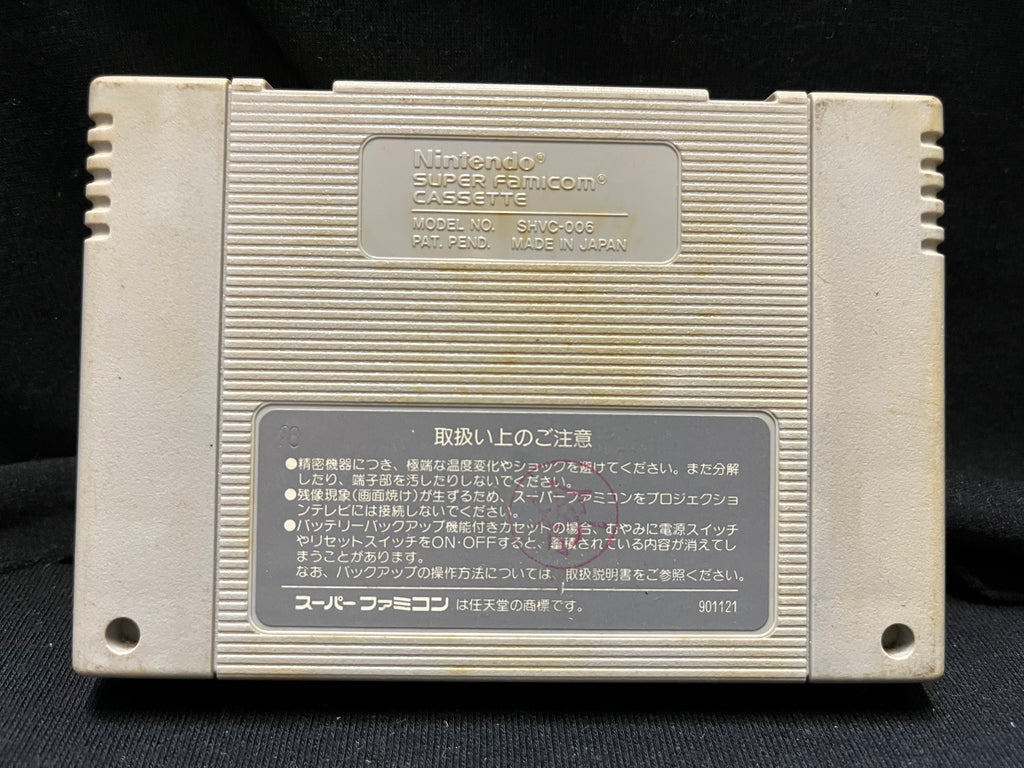 Nintendo®
SUPER Famicom®
CASSETTE
MODEL NO. SHVC-006
PAT. PEND. MADE IN JAPAN
取扱い上のご注意
●精密機器につき、極端な温度変化やショックを避けてください。また分解
したり、端子部を汚したりしないでください。
●残像現象(画面焼け)が生ずるため、スーパーファミコンをプロジェクショ
ンテレビには接続しないでください。
●バッテリーバックアップ機能付きカセットの場合、むやみに電源スイッチ
やリセットスイッチをON·OFFすると、蓄積されている内容が消えてし
まうことがあります。
なお、バックアップの操作方法については、取扱説明書をご参照ください。
スーパーファミコン は任天堂の商標です。 901121